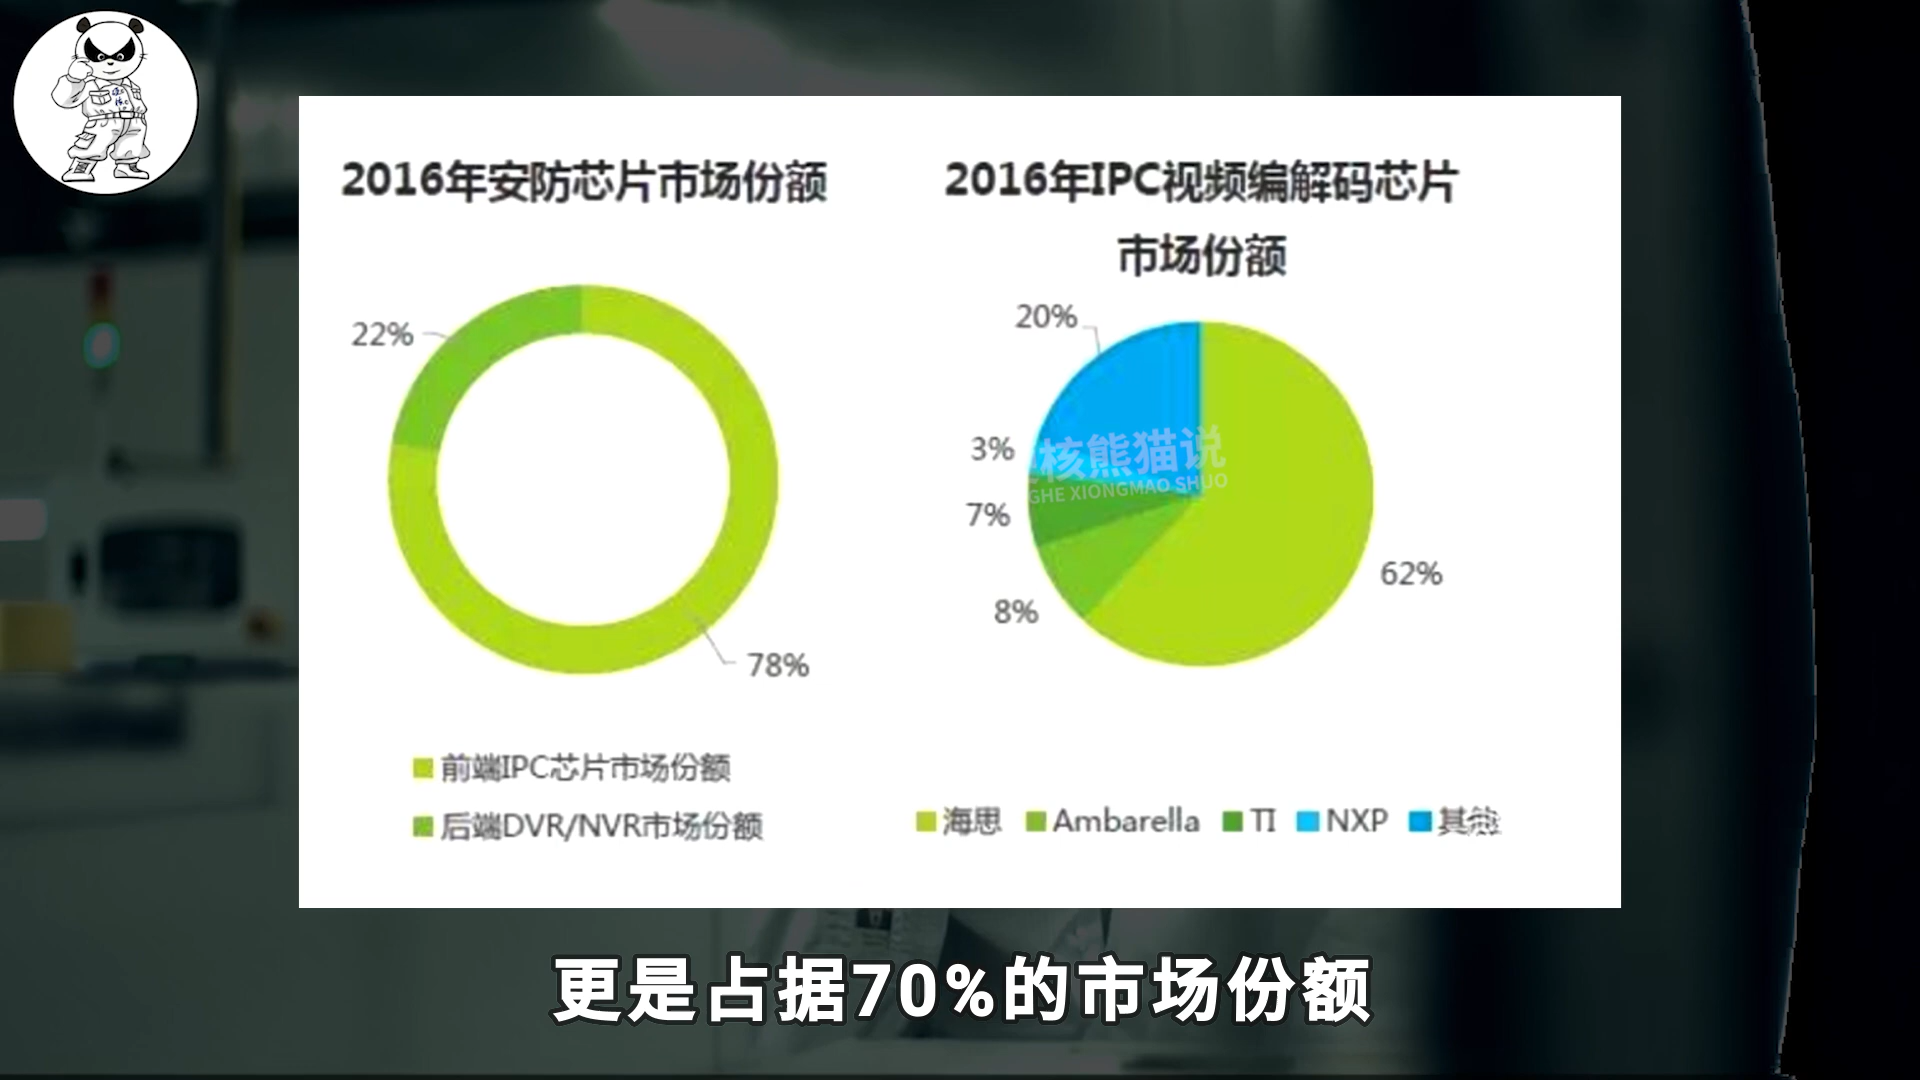 2016年安防芯片市场份额
22%
78%
前端IPC芯片市场份额
后端DVR/NVR市场份额
2016年IPC视频编解码芯片
市场份额
20%
3%
7%
8%
62%
核熊猫说
GHE XIONGMAO SHUO
海思 Ambarella TI NXP 其他
更是占据70%的市场份额